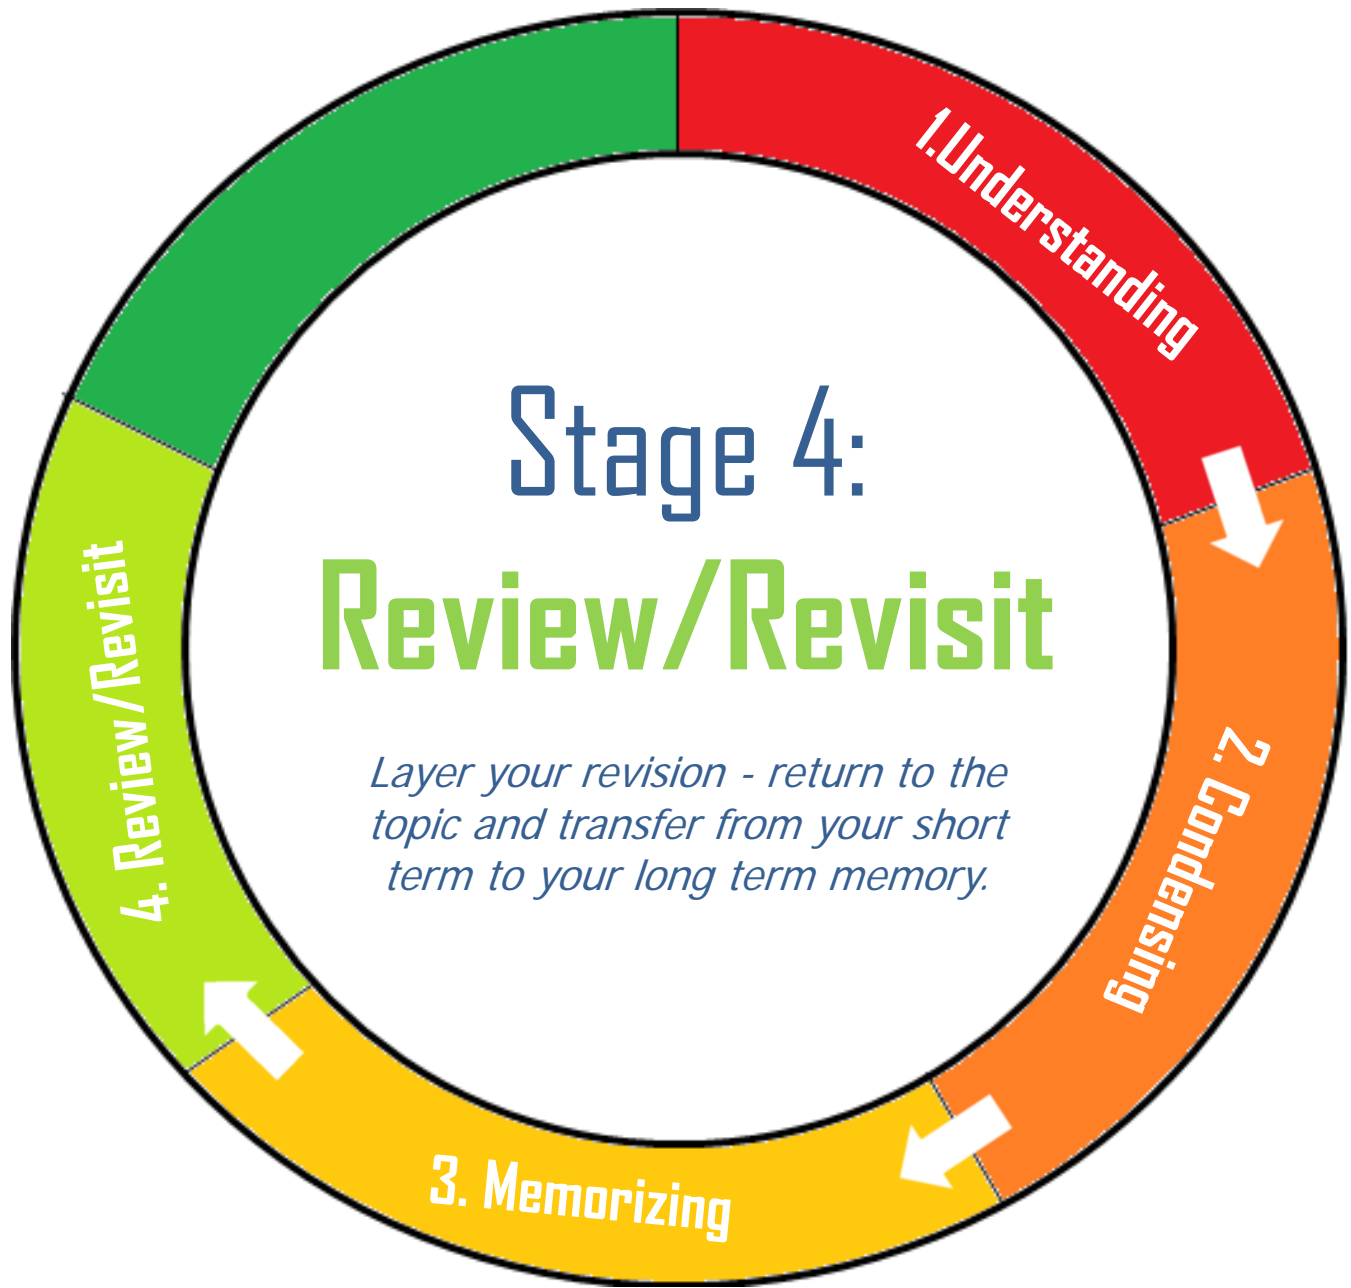 1.Understanding
Stage 4:
Review/Revisit
Layer your revision - return to the
topic and transfer from your short
term to your long term memory.
2. Condensing
3. Memorizing
4. Review/Revisit